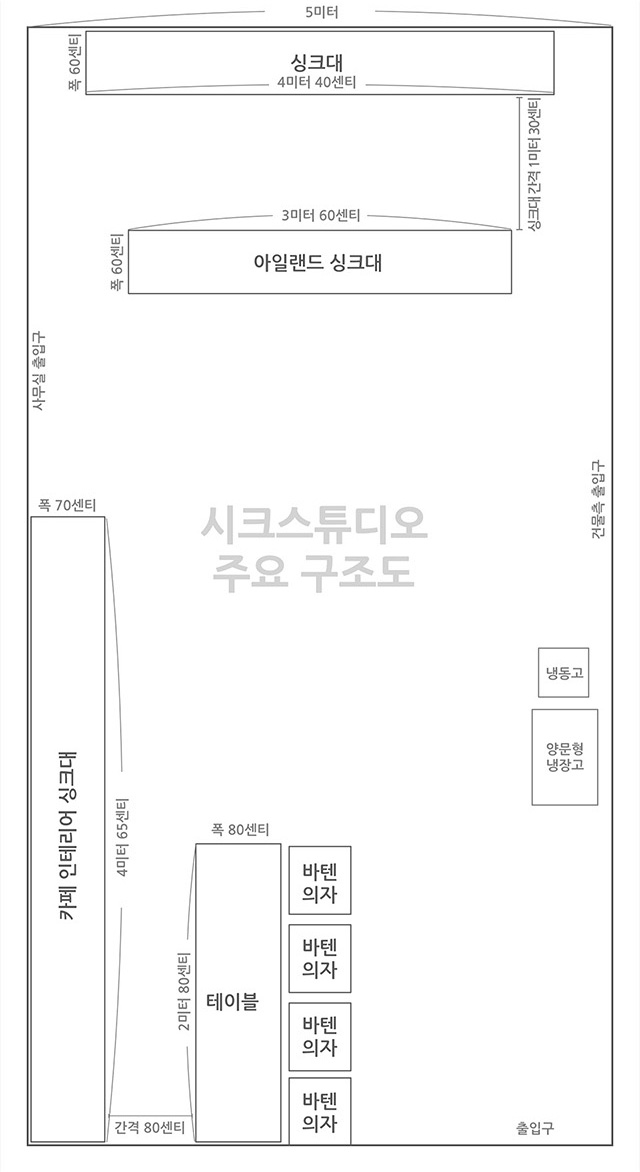 5미터
폭 60센티
싱크대
4미터 40센티
싱크대 간격 1미터 30센티
3미터 60센티
폭 60센티
아일랜드 싱크대
사무실 출입구
건물측 출입구
폭 70센티
시크스튜디오
주요 구조도
냉동고
양문형
냉장고
카페 인테리어 싱크대
4미터 65센티
폭 80센티
바텐
의자
바텐
의자
2미터 80센티
테이블
바텐
의자
바텐
의자
간격 80센티
출입구